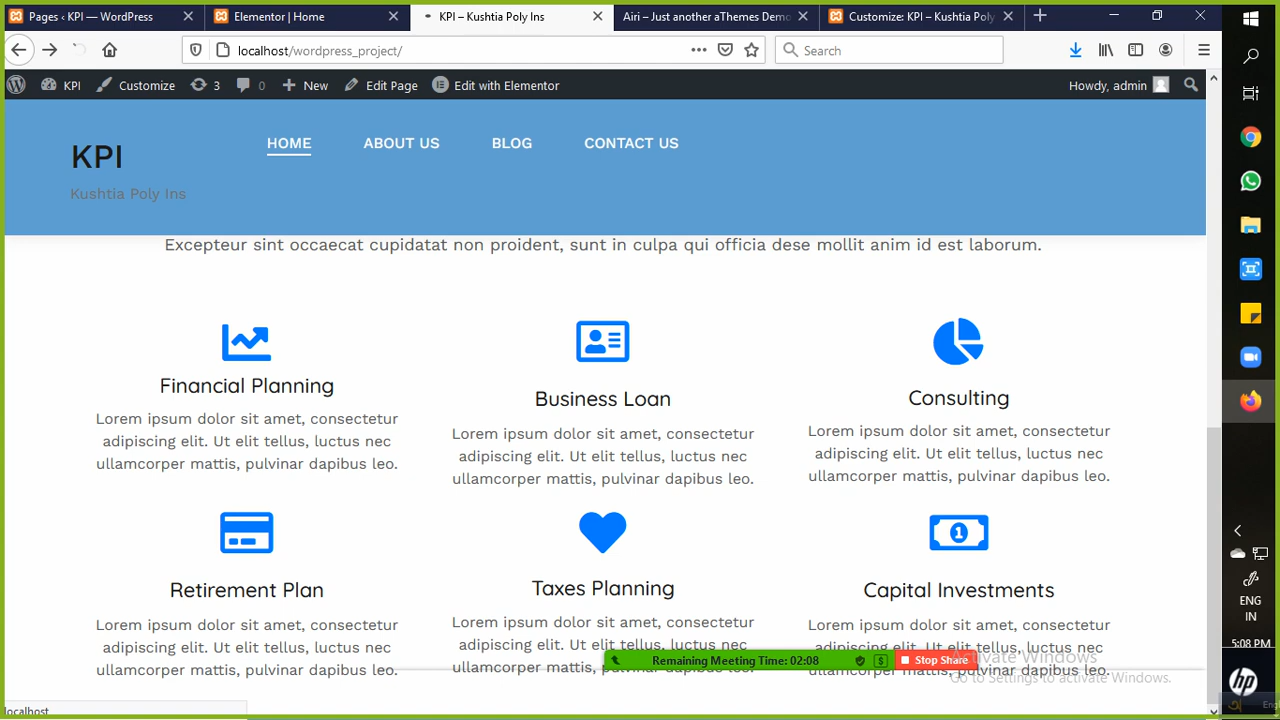 Pages ‹ KPI — WordPress
Elementor | Home
KPI – Kushtia Poly Ins
Airi – Just another aThemes Demo
Customize: KPI – Kushtia Poly
localhost/wordpress_project/
Search
KPI
Customize
3
0
New
Edit Page
Edit with Elementor
Howdy, admin
KPI
Kushtia Poly Ins
HOME
ABOUT US
BLOG
CONTACT US
Excepteur sint occaecat cupidatat non proident, sunt in culpa qui officia dese mollit anim id est laborum.
Financial Planning
Lorem ipsum dolor sit amet, consectetur
adipiscing elit. Ut elit tellus, luctus nec
ullamcorper mattis, pulvinar dapibus leo.
Business Loan
Lorem ipsum dolor sit amet, consectetur
adipiscing elit. Ut elit tellus, luctus nec
ullamcorper mattis, pulvinar dapibus leo.
Consulting
Lorem ipsum dolor sit amet, consectetur
adipiscing elit. Ut elit tellus, luctus nec
ullamcorper mattis, pulvinar dapibus leo.
Retirement Plan
Lorem ipsum dolor sit amet, consectetur
adipiscing elit. Ut elit tellus, luctus nec
ullamcorper mattis, pulvinar dapibus leo.
Taxes Planning
Lorem ipsum dolor sit amet, consectetur
adipiscing elit. Ut elit tellus, luctus nec
ullamcorper mattis, pulvinar dapibus leo.
Capital Investments
1
Lorem ipsum dolor sit amet, consectetur
adipiscing elit. Ut elit tellus, luctus nec
ullamcorper mattis, pulvinar dapibus leo.
Remaining Meeting Time: 02:08
$
Stop Share
Activate Windows
Go to Settings to activate Windows.
localhost
ENG
IN
5:08 PM
hp